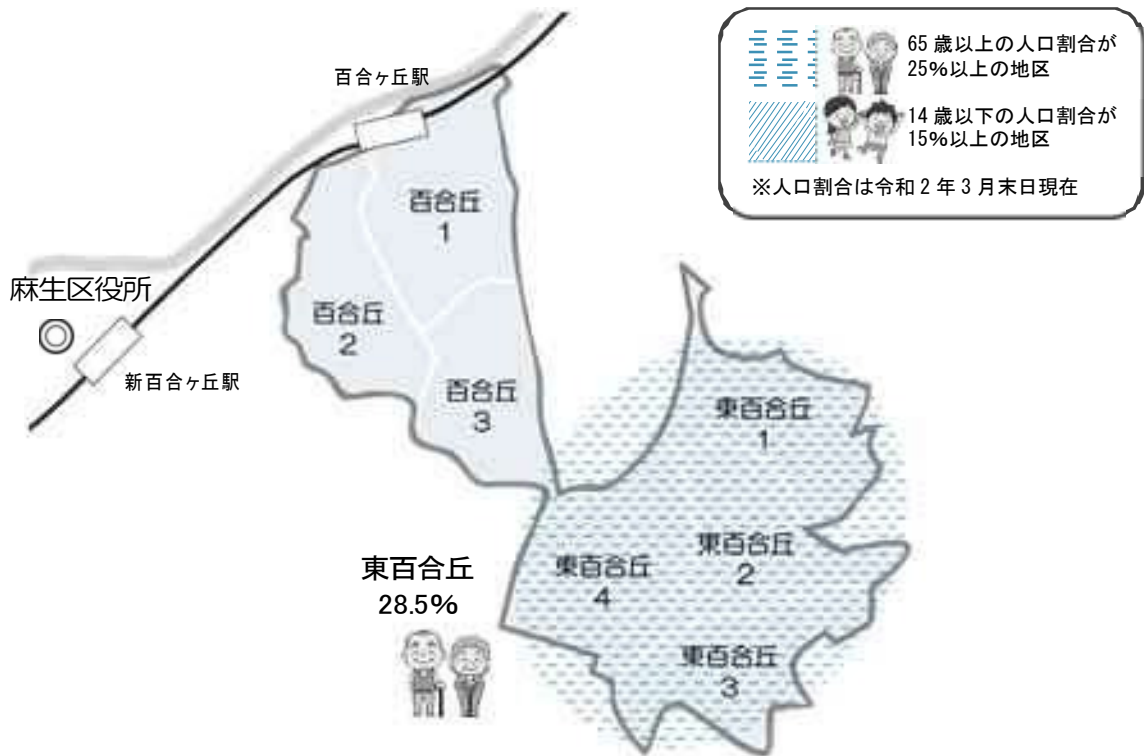 65 歳以上の人口割合が
25%以上の地区
14 歳以下の人口割合が
15%以上の地区
※人口割合は令和 2 年 3 月末日現在
百合ヶ丘駅
百合丘
1
麻生区役所
百合丘
2
新百合ヶ丘駅
百合丘
3
東百合丘
1
東百合丘
2
東百合丘
4
東百合丘
28.5%
東百合丘
3